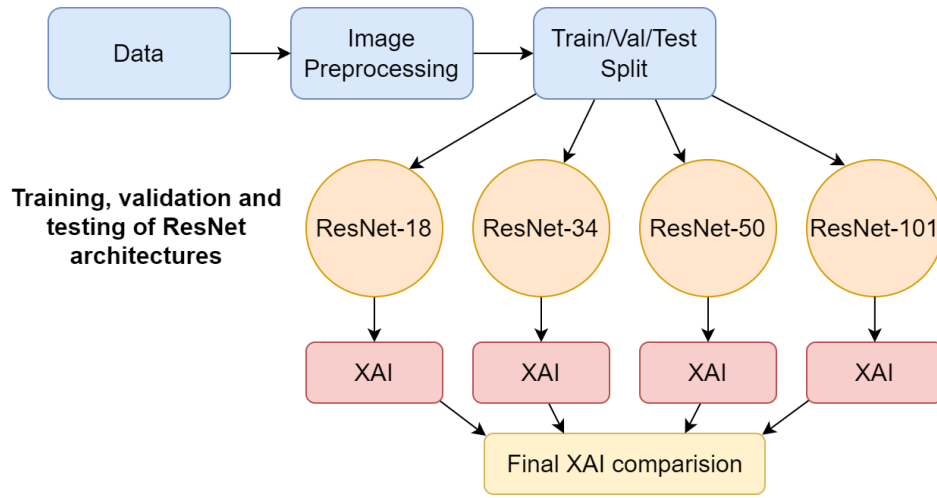 Data
Image
Preprocessing
Train/Val/Test
Split
Training, validation and
testing of ResNet
architectures
ResNet-18
ResNet-34
ResNet-50
ResNet-101
XAI
XAI
XAI
XAI
Final XAI comparision